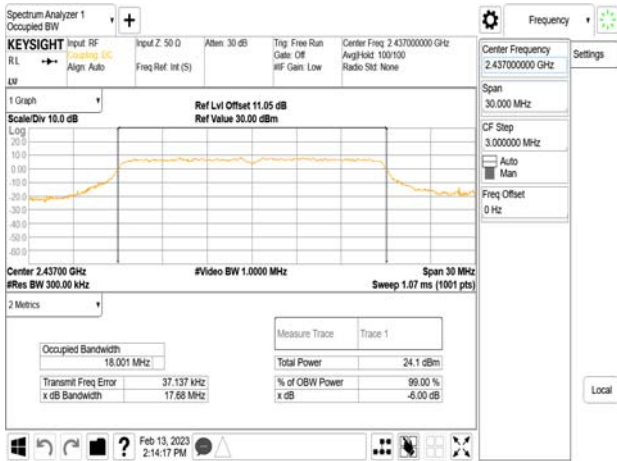 Spectrum Analyzer 1
Occupied BW
Frequency
KEYSIGHT
RL
Input: RF
Coupling: DC
Align: Auto
Input Z: 50 Ω
Freq Ref: Int (S)
Atten: 30 dB
Trig: Free Run
Gate: Off
#IF Gain: Low
Center Freq: 2.437000000 GHz
Avg|Hold: 100/100
Radio Std: None
Center Frequency
2.437000000 GHz
Settings
Span
30.000 MHz
CF Step
3.000000 MHz
Auto
Man
Freq Offset
0 Hz
Local
1 Graph
Scale/Div 10.0 dB
Ref Lvl Offset 11.05 dB
Ref Value 30.00 dBm
Log
20.0
10.0
0.00
-10.0
-20.0
-30.0
-40.0
-50.0
-60.0
Center 2.43700 GHz
#Res BW 300.00 kHz
#Video BW 1.0000 MHz
Span 30 MHz
Sweep 1.07 ms (1001 pts)
2 Metrics
Measure Trace
Trace 1
Occupied Bandwidth
18.001 MHz
Total Power
24.1 dBm
Transmit Freq Error
37.137 kHz
% of OBW Power
99.00 %
x dB Bandwidth
17.68 MHz
x dB
-6.00 dB
?
Feb 13, 2023
2:14:17 PM